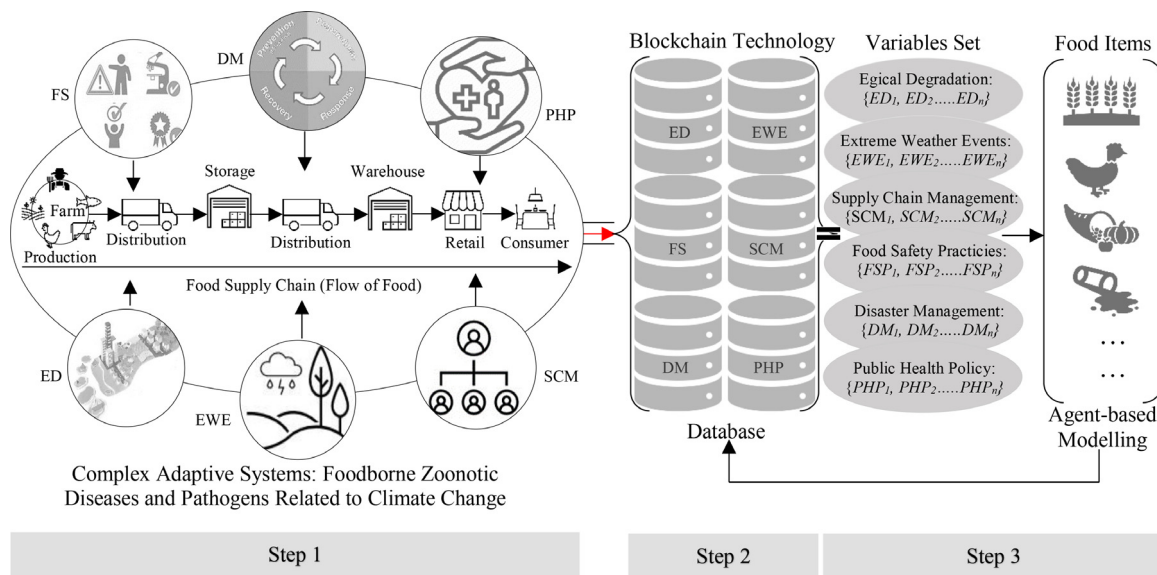 DM
Prevention
Recovery
Response
FS
PHP
Storage
Warehouse
Farm
Production
Distribution
Distribution
Retail
Consumer
Food Supply Chain (Flow of Food)
ED
EWE
SCM
Complex Adaptive Systems: Foodborne Zoonotic
Diseases and Pathogens Related to Climate Change
Step 1
Blockchain Technology
ED
EWE
FS
SCM
DM
PHP
Database
Step 2
Variables Set
Egical Degradation:
{ED1, ED2.....EDn}
Extreme Weather Events:
{EWE1, EWE2.....EWEn}
Supply Chain Management:
{SCM1, SCM2.....SCMn}
Food Safety Practicies:
{FSP1, FSP2.....FSPn}
Disaster Management:
{DM1, DM2.....DMn}
Public Health Policy:
{PHP1, PHP2.....PHPn}
Food Items
...
...
Agent-based
Modelling
Step 3